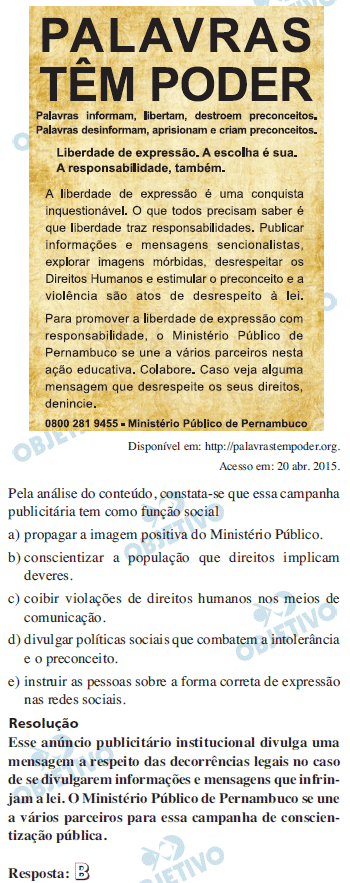 PALAVRAS
TÊM PODER
Palavras informam, libertam, destroem preconceitos.
Palavras desinformam, aprisionam e criam preconceitos.
Liberdade de expressão. A escolha é sua.
A responsabilidade, também.
A liberdade de expressão é uma conquista
inquestionável. O que todos precisam saber é
que liberdade traz responsabilidades. Publicar
informações e mensagens sencionalistas,
explorar imagens mórbidas, desrespeitar os
Direitos Humanos e estimular o preconceito e a
violência são atos de desrespeito à lei.
Para promover a liberdade de expressão com
responsabilidade, o Ministério Público de
Pernambuco se une a vários parceiros nesta
ação educativa. Colabore. Caso veja alguma
mensagem que desrespeite os seus direitos,
denincie.
0800 281 9455 - Ministério Público de Pernambuco
Disponível em: http://palavrastempoder.org.
Acesso em: 20 abr. 2015.
Pela análise do conteúdo, constata-se que essa campanha
publicitária tem como função social
a) propagar a imagem positiva do Ministério Público.
b) conscientizar a população que direitos implicam
deveres.
c) coibir violações de direitos humanos nos meios de
comunicação.
d) divulgar políticas sociais que combatem a intolerância
e o preconceito.
e) instruir as pessoas sobre a forma correta de expressão
nas redes sociais.
Resolução
Esse anúncio publicitário institucional divulga uma
mensagem a respeito das decorrências legais no caso
de se divulgarem informações e mensagens que infrin-
jam a lei. O Ministério Público de Pernambuco se une
a vários parceiros para essa campanha de conscien-
tização pública.
Resposta: B
OBJETIVO
OBJETIVO
OBJETIVO
OBJETIVO